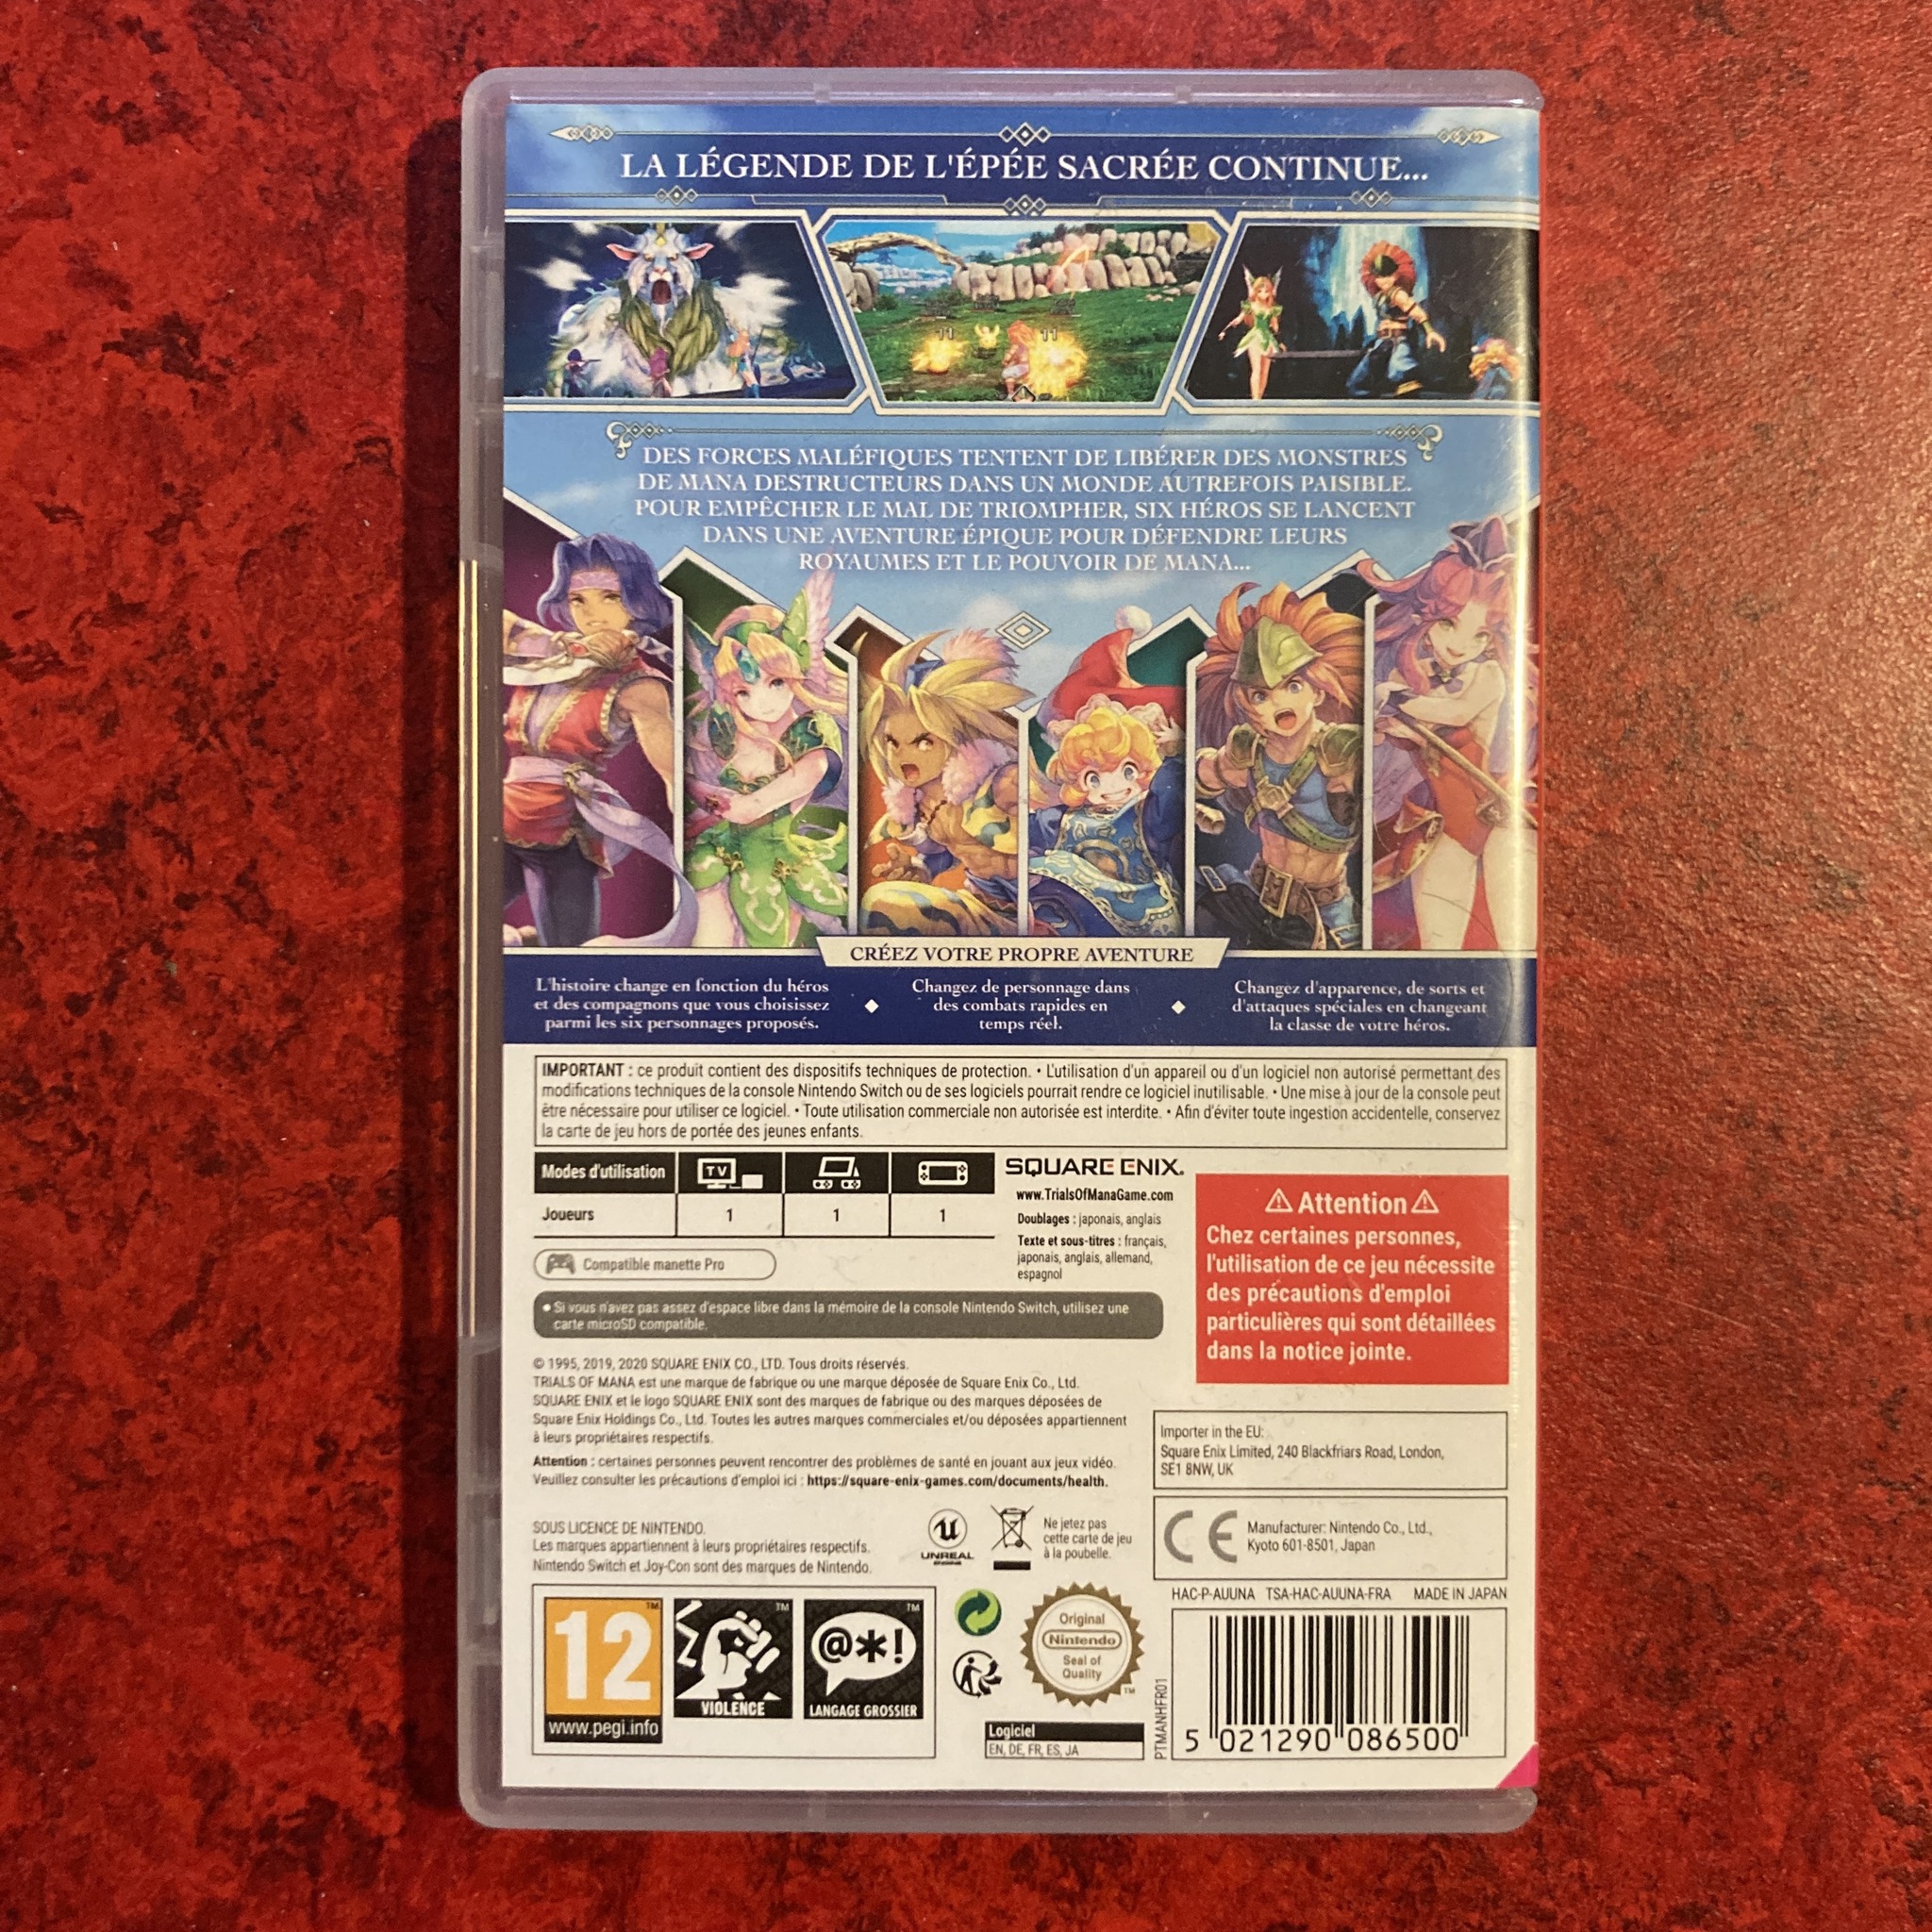 LA LÉGENDE DE L'ÉPÉE SACRÉE CONTINUE...
11
11
DES FORCES MALÉFIQUES TENTENT DE LIBÉRER DES MONSTRES
DE MANA DESTRUCTEURS DANS UN MONDE AUTREFOIS PAISIBLE.
POUR EMPÊCHER LE MAL DE TRIOMPHER, SIX HÉROS SE LANCENT
DANS UNE AVENTURE ÉPIQUE POUR DÉFENDRE LEURS
ROYAUMES ET LE POUVOIR DE MANA...
CRÉEZ VOTRE PROPRE AVENTURE
L'histoire change en fonction du héros
et des compagnons que vous choisissez
parmi les six personnages proposés.
Changez de personnage dans
des combats rapides en
temps réel.
Changez d'apparence, de sorts et
d'attaques spéciales en changeant
la classe de votre héros.
IMPORTANT : ce produit contient des dispositifs techniques de protection. • L'utilisation d'un appareil ou d'un logiciel non autorisé permettant des
modifications techniques de la console Nintendo Switch ou de ses logiciels pourrait rendre ce logiciel inutilisable. • Une mise à jour de la console peut
être nécessaire pour utiliser ce logiciel. • Toute utilisation commerciale non autorisée est interdite. • Afin d'éviter toute ingestion accidentelle, conservez
la carte de jeu hors de portée des jeunes enfants.
Modes d'utilisation
TV
Joueurs
1
1
1
Compatible manette Pro
SQUARE ENIX.
www.TrialsOfManaGame.com
Doublages : japonais, anglais
Texte et sous-titres : français,
japonais, anglais, allemand,
espagnol
⚠ Attention ⚠
Chez certaines personnes,
l'utilisation de ce jeu nécessite
des précautions d'emploi
particulières qui sont détaillées
dans la notice jointe.
• Si vous n'avez pas assez d'espace libre dans la mémoire de la console Nintendo Switch, utilisez une
carte microSD compatible.
© 1995, 2019, 2020 SQUARE ENIX CO., LTD. Tous droits réservés.
TRIALS OF MANA est une marque de fabrique ou une marque déposée de Square Enix Co., Ltd.
SQUARE ENIX et le logo SQUARE ENIX sont des marques de fabrique ou des marques déposées de
Square Enix Holdings Co., Ltd. Toutes les autres marques commerciales et/ou déposées appartiennent
à leurs propriétaires respectifs.
Attention : certaines personnes peuvent rencontrer des problèmes de santé en jouant aux jeux vidéo.
Veuillez consulter les précautions d'emploi ici : https://square-enix-games.com/documents/health.
Importer in the EU:
Square Enix Limited, 240 Blackfriars Road, London,
SE1 8NW, UK
SOUS LICENCE DE NINTENDO.
Les marques appartiennent à leurs propriétaires respectifs.
Nintendo Switch et Joy-Con sont des marques de Nintendo.
UNREAL
ENGINE
Ne jetez pas
cette carte de jeu
à la poubelle.
CE
Manufacturer: Nintendo Co., Ltd.,
Kyoto 601-8501, Japan
HAC-P-AUUNA TSA-HAC-AUUNA-FRA MADE IN JAPAN
12
www.pegi.info
VIOLENCE
@*!
LANGAGE GROSSIER
Original
Nintendo
Seal of
Quality
Logiciel
EN, DE, FR, ES, JA
PTMANHFR01
5 021290 086500